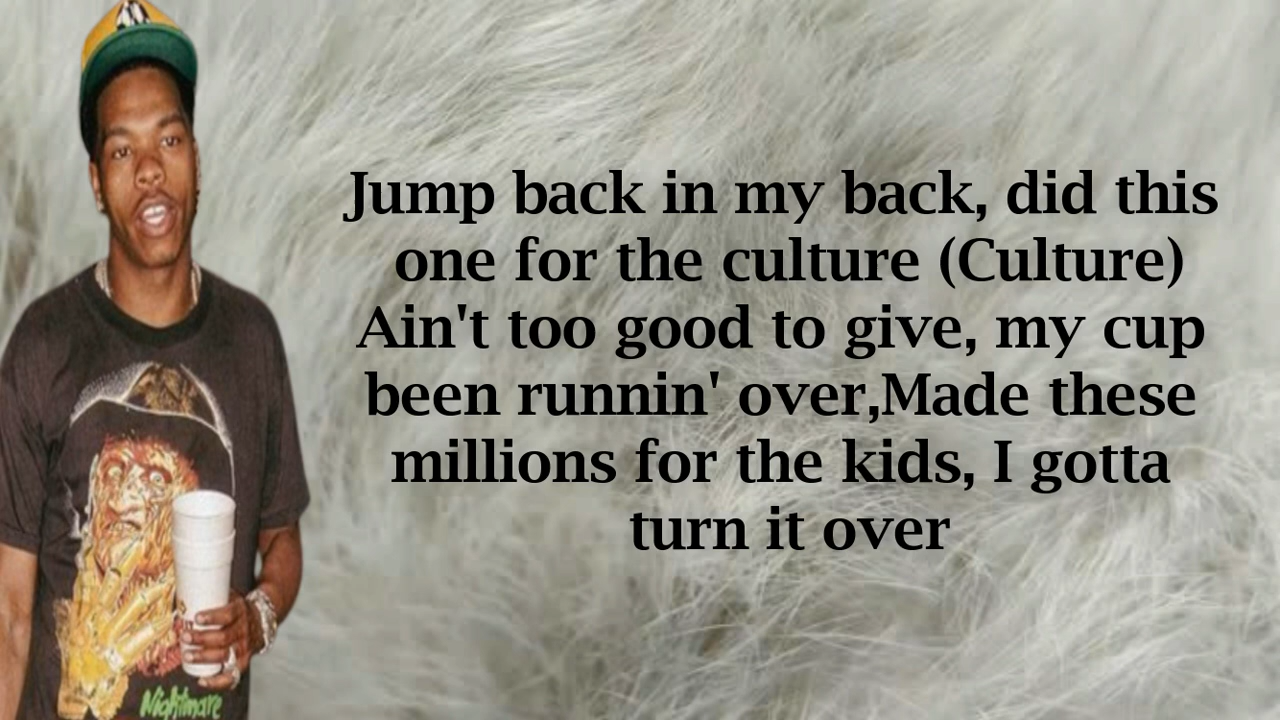 Jump back in my back, did this
one for the culture (Culture)
Ain't too good to give, my cup
been runnin' over,Made these
millions for the kids, I gotta
turn it over
Nightmare